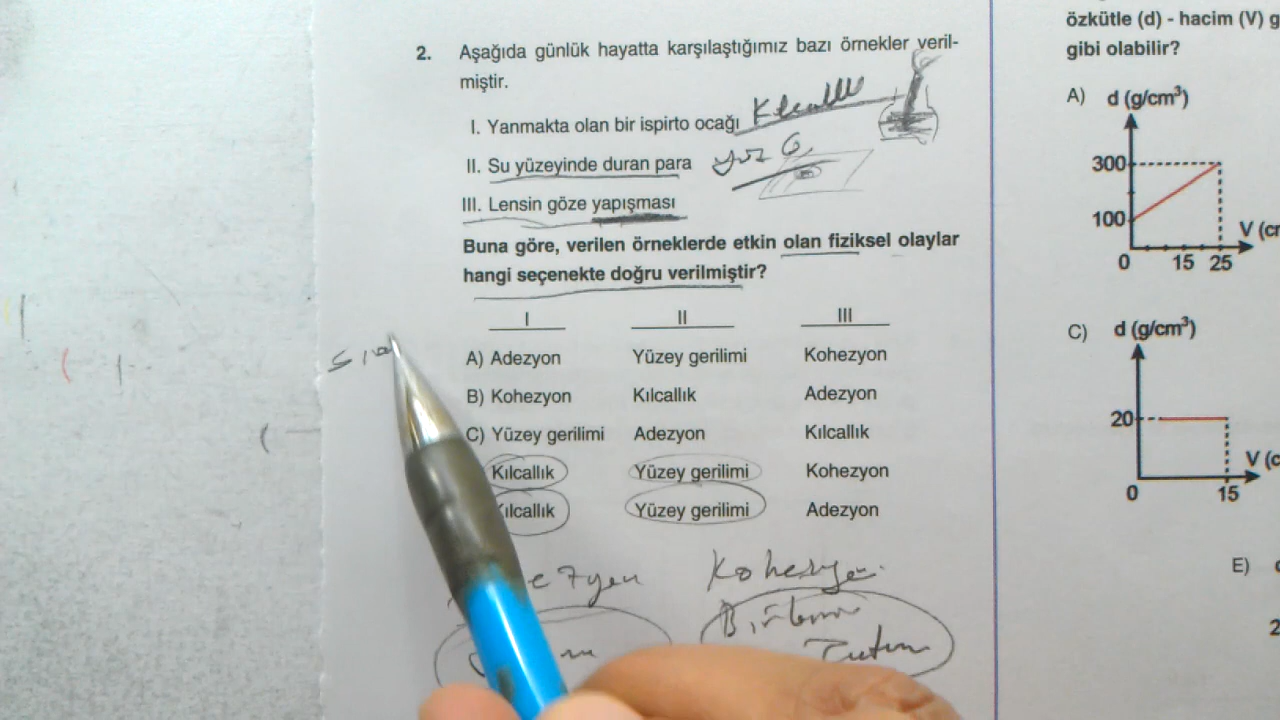 2. Aşağıda günlük hayatta karşılaştığımız bazı örnekler veril-
miştir.
I. Yanmakta olan bir ispirto ocağı
II. Su yüzeyinde duran para
III. Lensin göze yapışması
Buna göre, verilen örneklerde etkin olan fiziksel olaylar
hangi seçenekte doğru verilmiştir?
I II III
A) Adezyon Yüzey gerilimi Kohezyon
B) Kohezyon Kılcallık Adezyon
C) Yüzey gerilimi Adezyon Kılcallık
Kılcallık Yüzey gerilimi Kohezyon
Kılcallık Yüzey gerilimi Adezyon
Kohezyon
özkütle (d) - hacim (V) g
gibi olabilir?
A) d (g/cm³)
300
100
V (cr
0 15 25
C) d (g/cm³)
20
V (c
0 15
E)
2